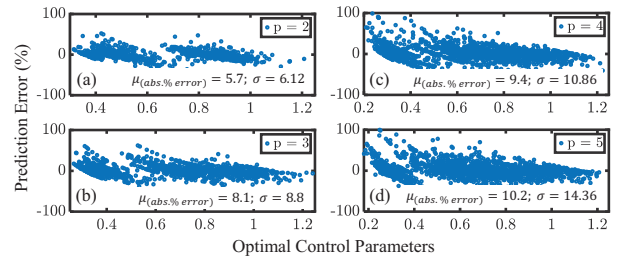 Prediction Error (%)
100
0
-100
p = 2
(a)
μ(abs.% error) = 5.7; σ = 6.12
0.4 0.6 0.8 1 1.2
100
0
-100
p = 3
(b)
μ(abs.% error) = 8.1; σ = 8.8
0.4 0.6 0.8 1 1.2
100
0
-100
p = 4
(c)
μ(abs.% error) = 9.4; σ = 10.86
0.2 0.4 0.6 0.8 1 1.2
100
0
-100
p = 5
(d)
μ(abs.% error) = 10.2; σ = 14.36
0.2 0.4 0.6 0.8 1 1.2
Optimal Control Parameters